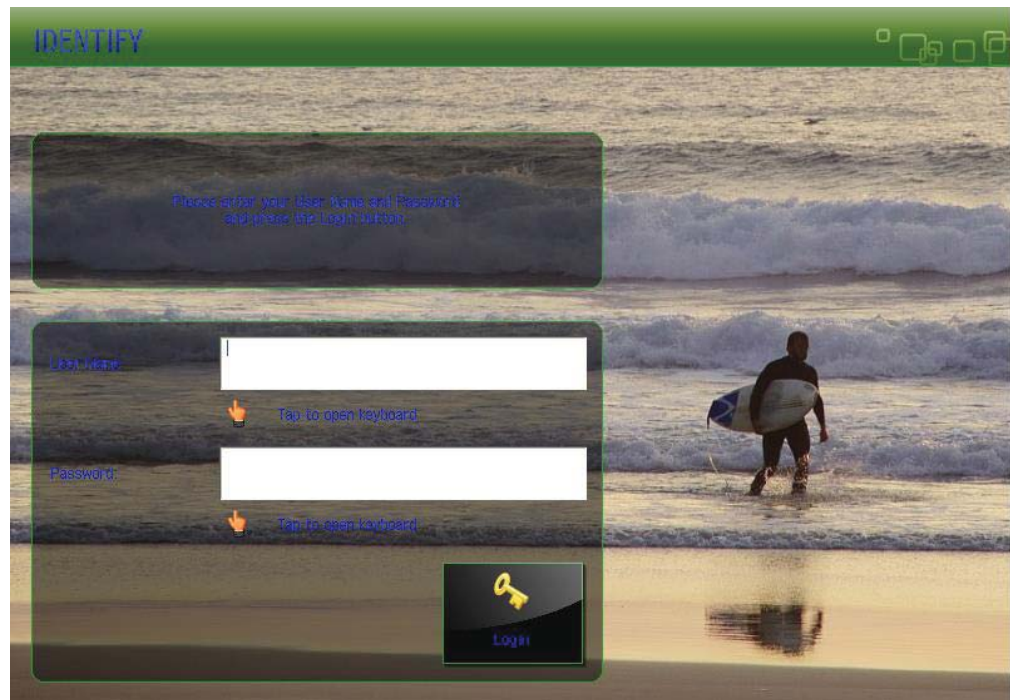 IDENTIFY
Please enter your User Name and Password
and press the Login button.
User Name:
Tap to open keyboard
Password:
Tap to open keyboard
Login